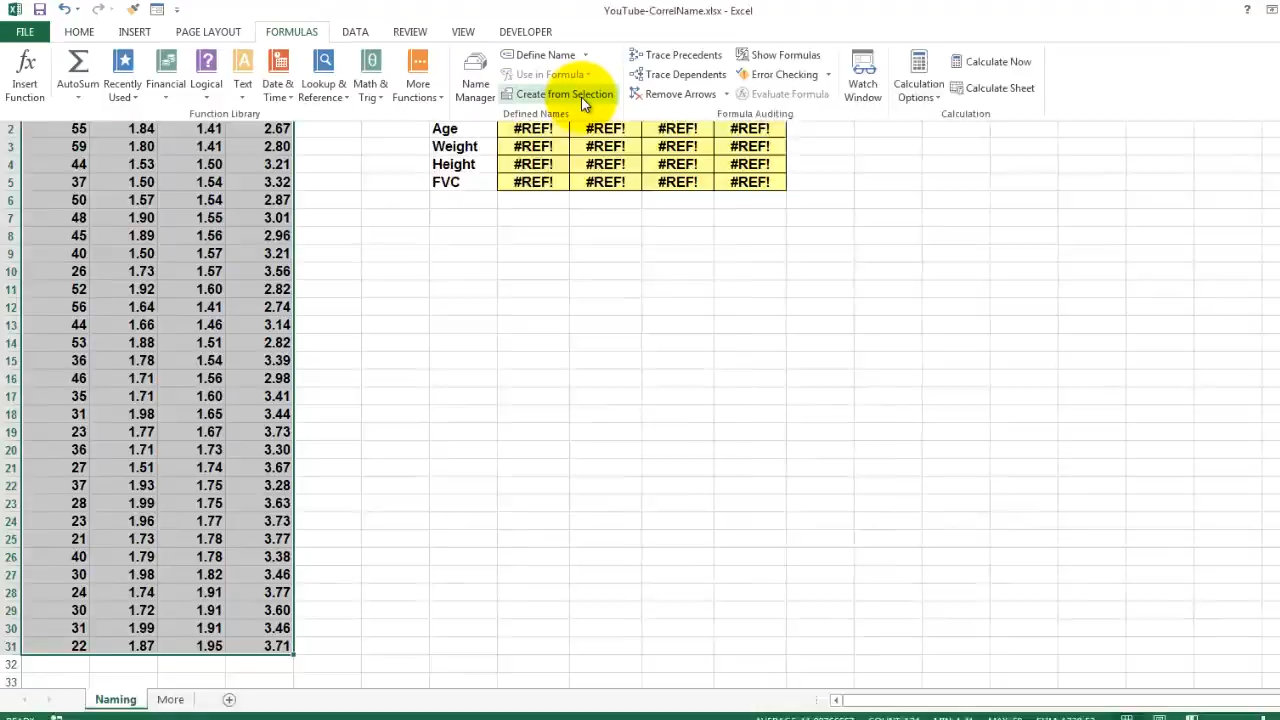 YouTube-CorrelName.xlsx - Excel
FILE HOME INSERT PAGE LAYOUT FORMULAS DATA REVIEW VIEW DEVELOPER
Insert Function AutoSum Recently Used Financial Logical Text Date & Time Lookup & Reference Math & Trig More Functions
Function Library
Name Manager Define Name
Use in Formula
Create from Selection
Defined Names
Trace Precedents Show Formulas
Trace Dependents Error Checking
Remove Arrows Evaluate Formula
Watch Window
Formula Auditing
Calculation Options Calculate Now
Calculate Sheet
Calculation
2 55 1.84 1.41 2.67 Age #REF! #REF! #REF! #REF!
3 59 1.80 1.41 2.80 Weight #REF! #REF! #REF! #REF!
4 44 1.53 1.50 3.21 Height #REF! #REF! #REF! #REF!
5 37 1.50 1.54 3.32 FVC #REF! #REF! #REF! #REF!
6 50 1.57 1.54 2.87
7 48 1.90 1.55 3.01
8 45 1.89 1.56 2.96
9 40 1.50 1.57 3.21
10 26 1.73 1.57 3.56
11 52 1.92 1.60 2.82
12 56 1.64 1.41 2.74
13 44 1.66 1.46 3.14
14 53 1.88 1.51 2.82
15 36 1.78 1.54 3.39
16 46 1.71 1.56 2.98
17 35 1.71 1.60 3.41
18 31 1.98 1.65 3.44
19 23 1.77 1.67 3.73
20 36 1.71 1.73 3.30
21 27 1.51 1.74 3.67
22 37 1.93 1.75 3.28
23 28 1.99 1.75 3.63
24 23 1.96 1.77 3.73
25 21 1.73 1.78 3.77
26 40 1.79 1.78 3.38
27 30 1.98 1.82 3.46
28 24 1.74 1.91 3.77
29 30 1.72 1.91 3.60
30 31 1.99 1.91 3.46
31 22 1.87 1.95 3.71
32
33
Naming More